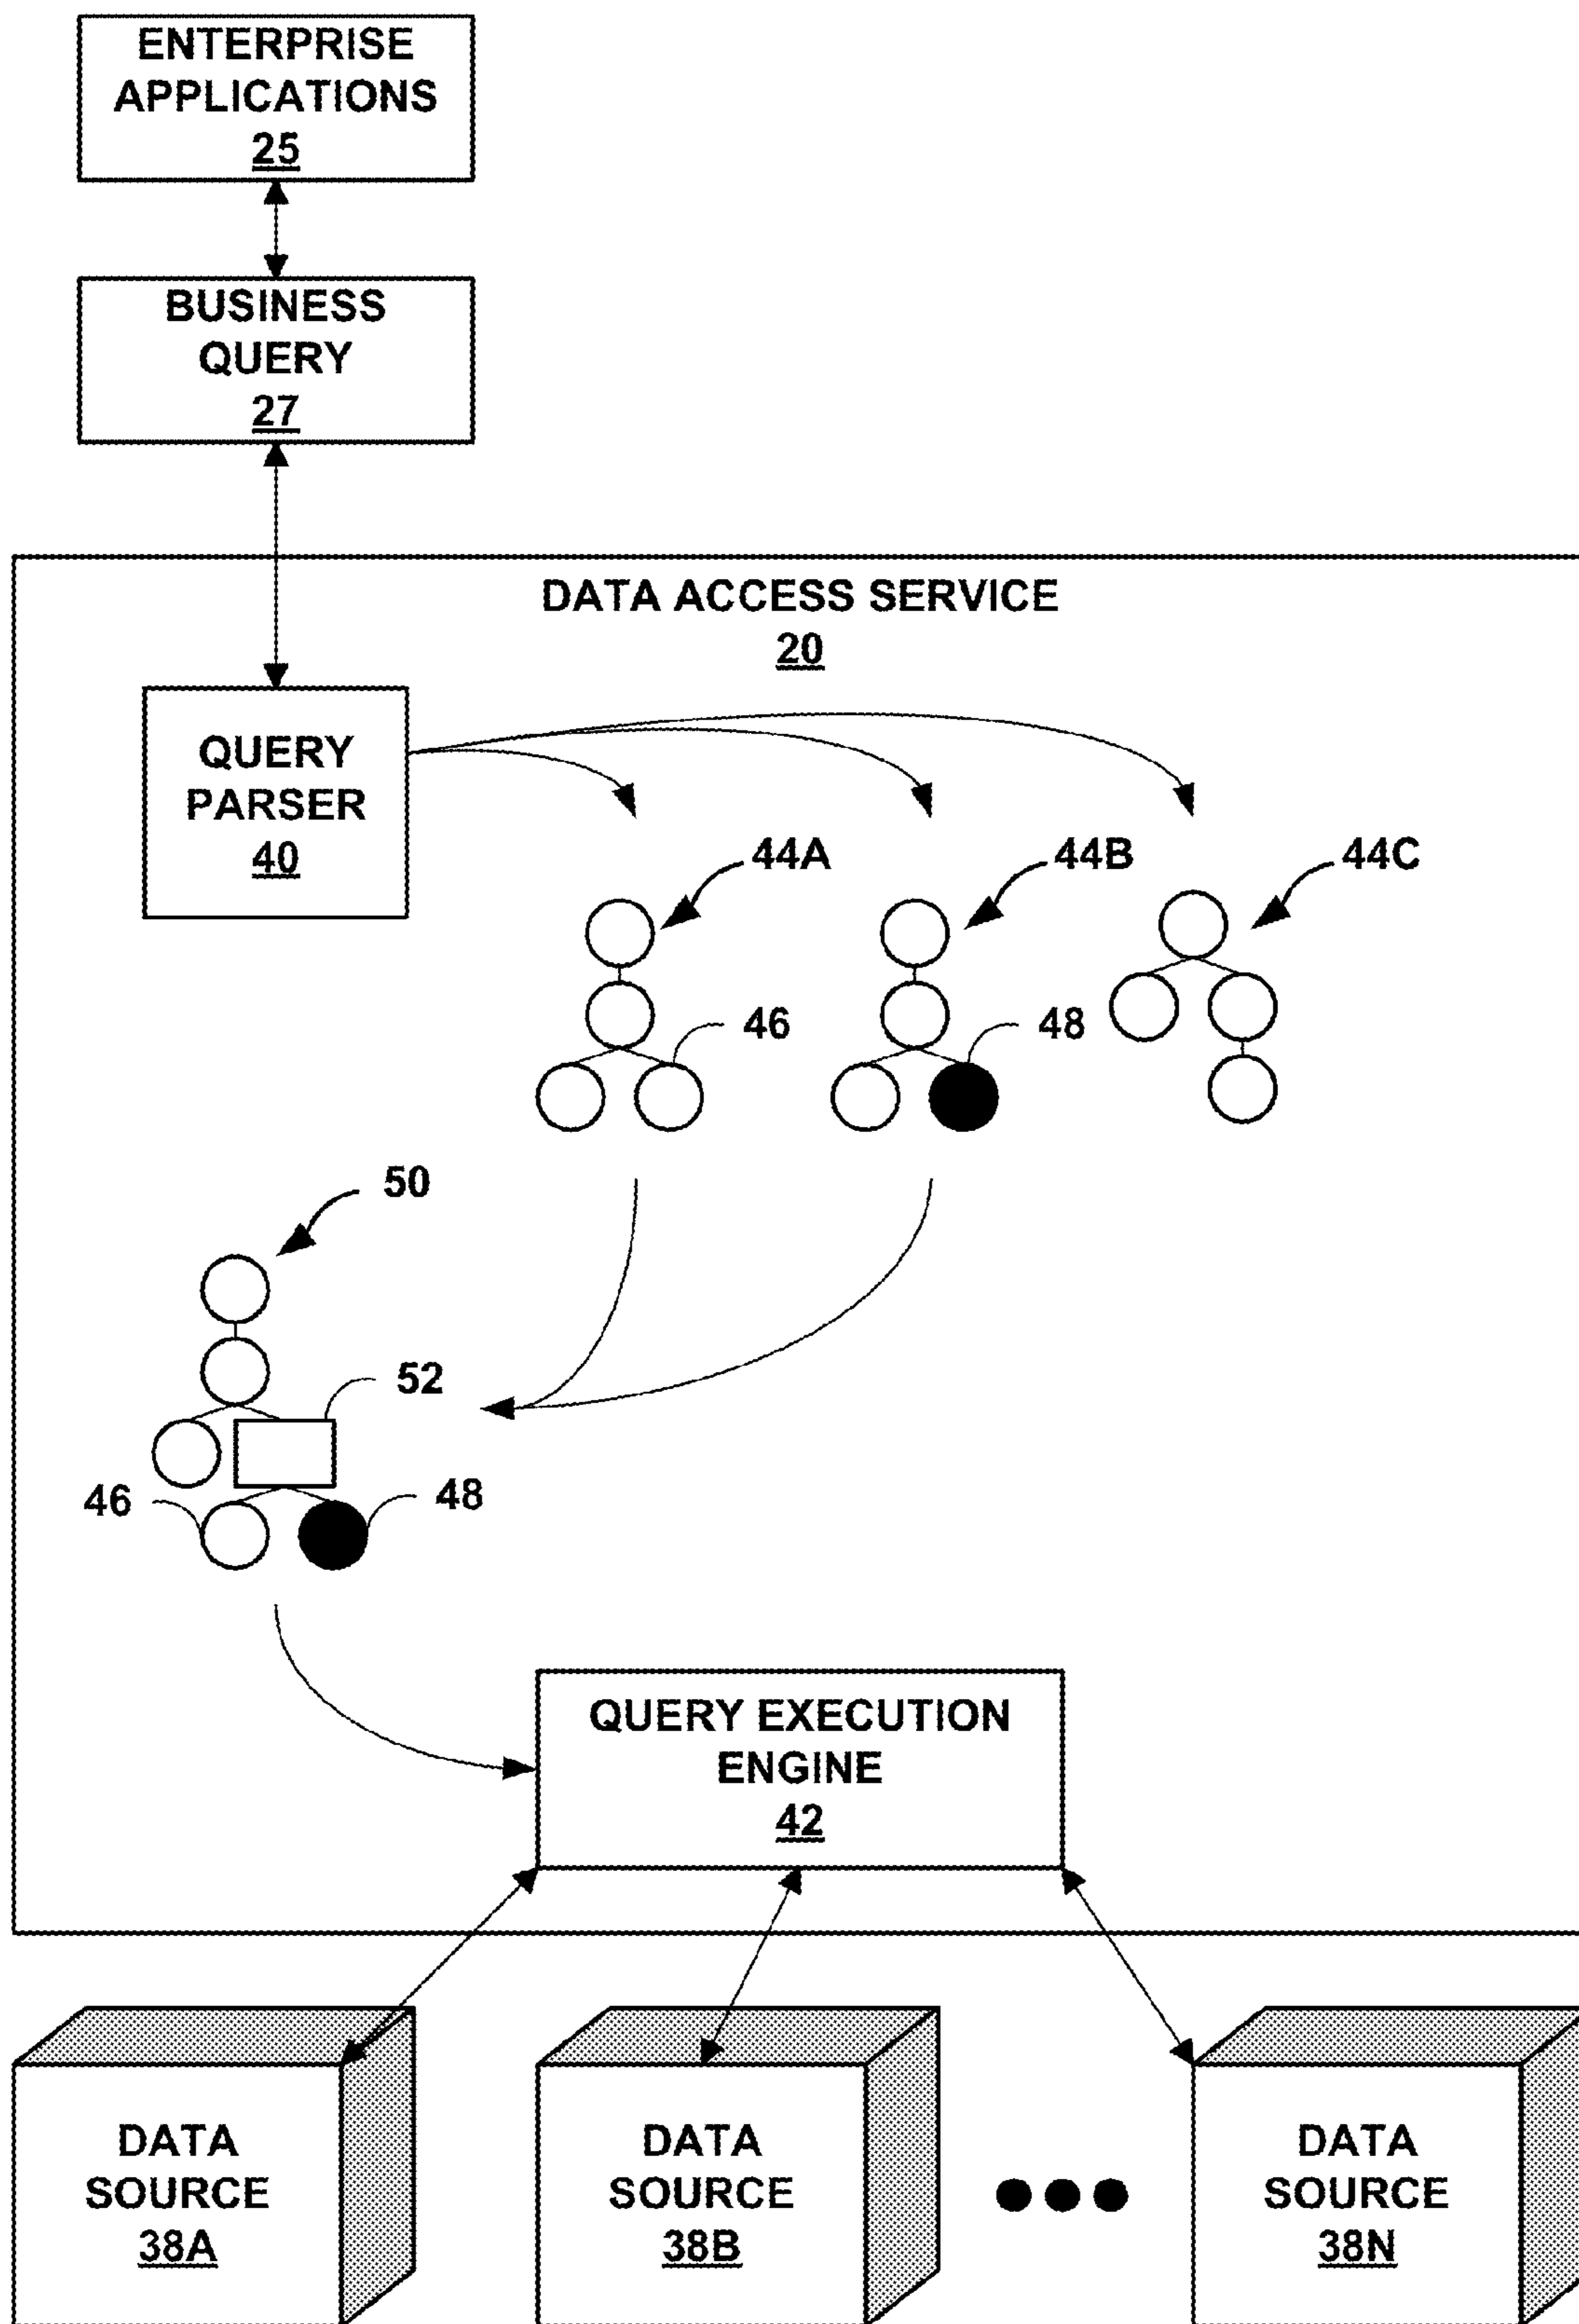 ENTERPRISE
APPLICATIONS
25
BUSINESS
QUERY
27
DATA ACCESS SERVICE
20
QUERY
PARSER
40
44A
44B
44C
46
48
50
52
46
48
QUERY EXECUTION
ENGINE
42
DATA
SOURCE
38A
DATA
SOURCE
38B
DATA
SOURCE
38N